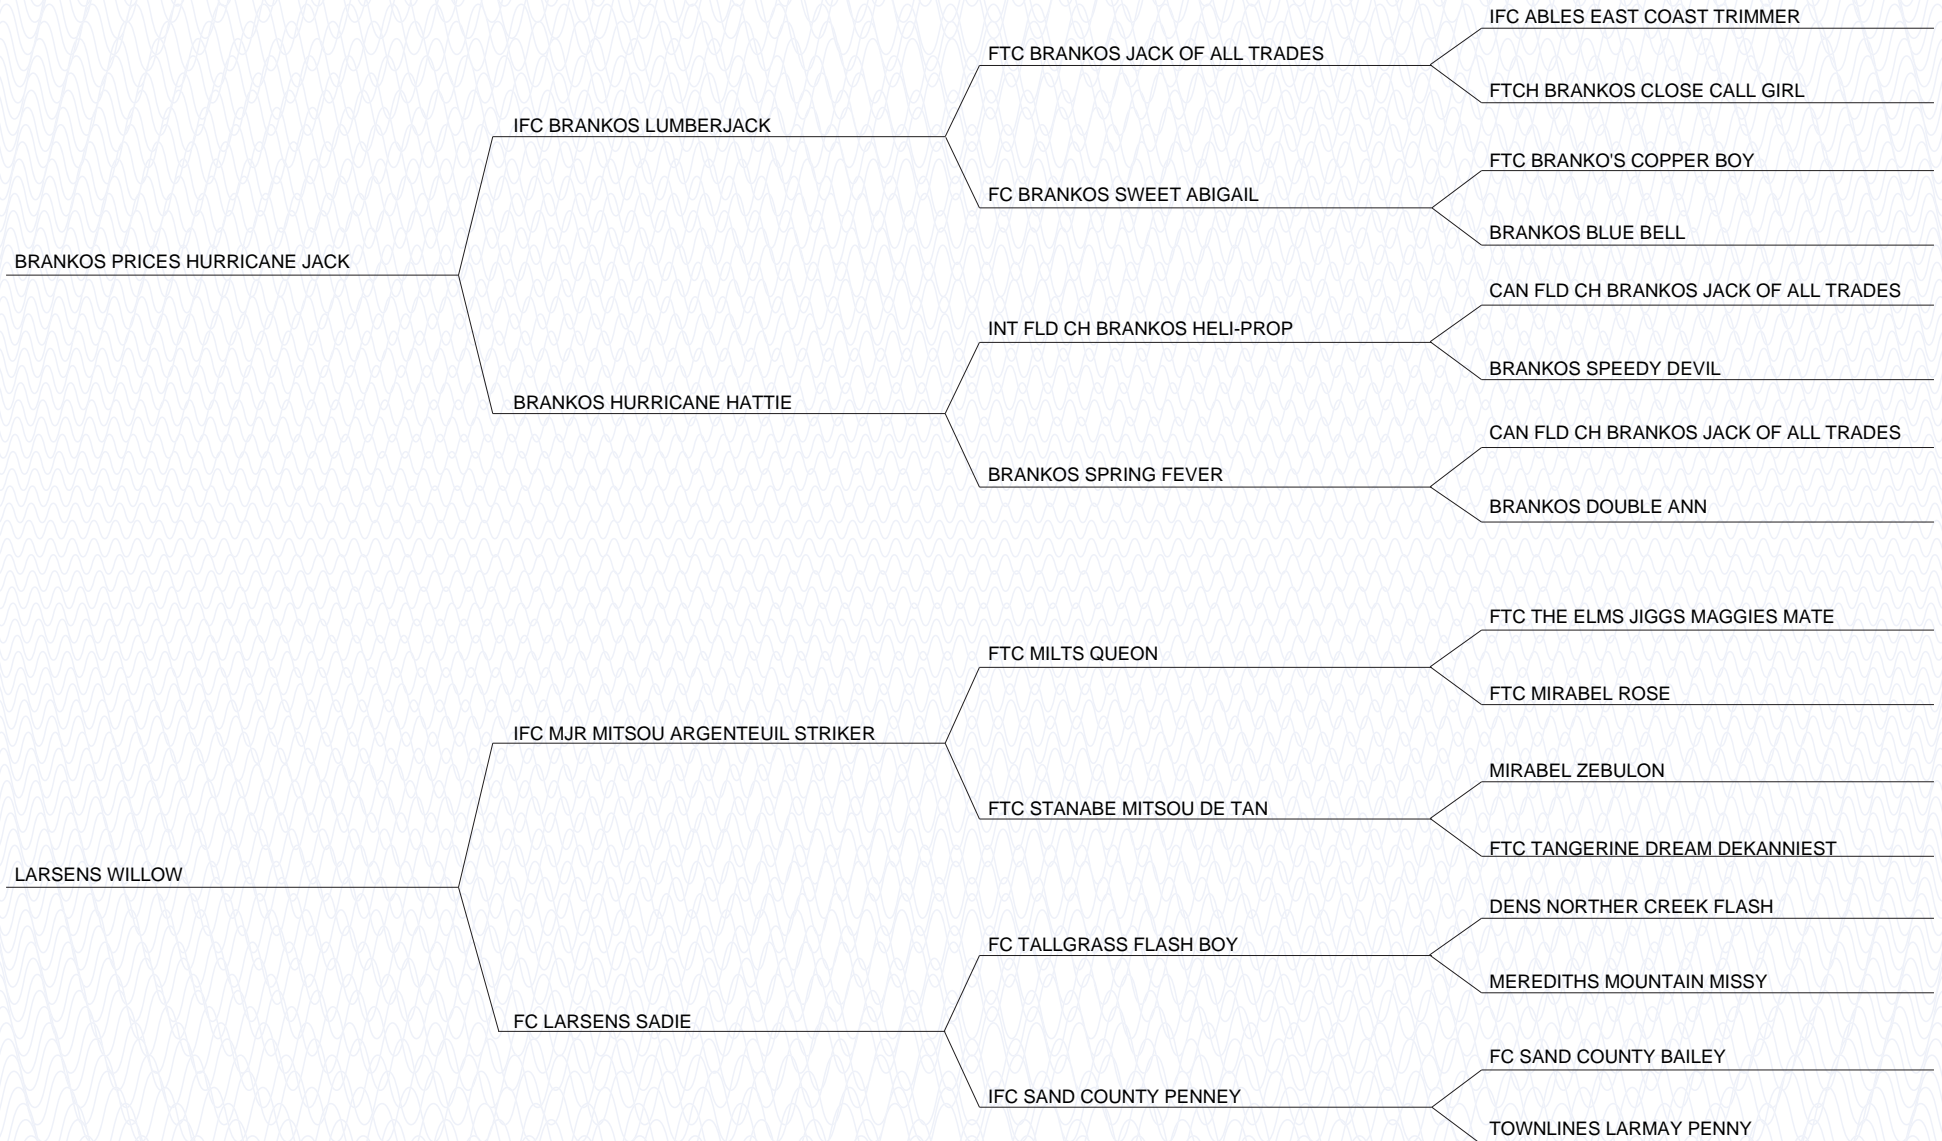 IFC ABLES EAST COAST TRIMMER
FTC BRANKOS JACK OF ALL TRADES
FTCH BRANKOS CLOSE CALL GIRL
IFC BRANKOS LUMBERJACK
FTC BRANKO'S COPPER BOY
FC BRANKOS SWEET ABIGAIL
BRANKOS BLUE BELL
BRANKOS PRICES HURRICANE JACK
CAN FLD CH BRANKOS JACK OF ALL TRADES
INT FLD CH BRANKOS HELI-PROP
BRANKOS SPEEDY DEVIL
BRANKOS HURRICANE HATTIE
CAN FLD CH BRANKOS JACK OF ALL TRADES
BRANKOS SPRING FEVER
BRANKOS DOUBLE ANN
FTC THE ELMS JIGGS MAGGIES MATE
FTC MILTS QUEON
FTC MIRABEL ROSE
IFC MJR MITSOU ARGENTEUIL STRIKER
MIRABEL ZEBULON
FTC STANABE MITSOU DE TAN
FTC TANGERINE DREAM DEKANNIEST
LARSENS WILLOW
DENS NORTHER CREEK FLASH
FC TALLGRASS FLASH BOY
MEREDITHS MOUNTAIN MISSY
FC LARSENS SADIE
FC SAND COUNTY BAILEY
IFC SAND COUNTY PENNEY
TOWNLINES LARMAY PENNY